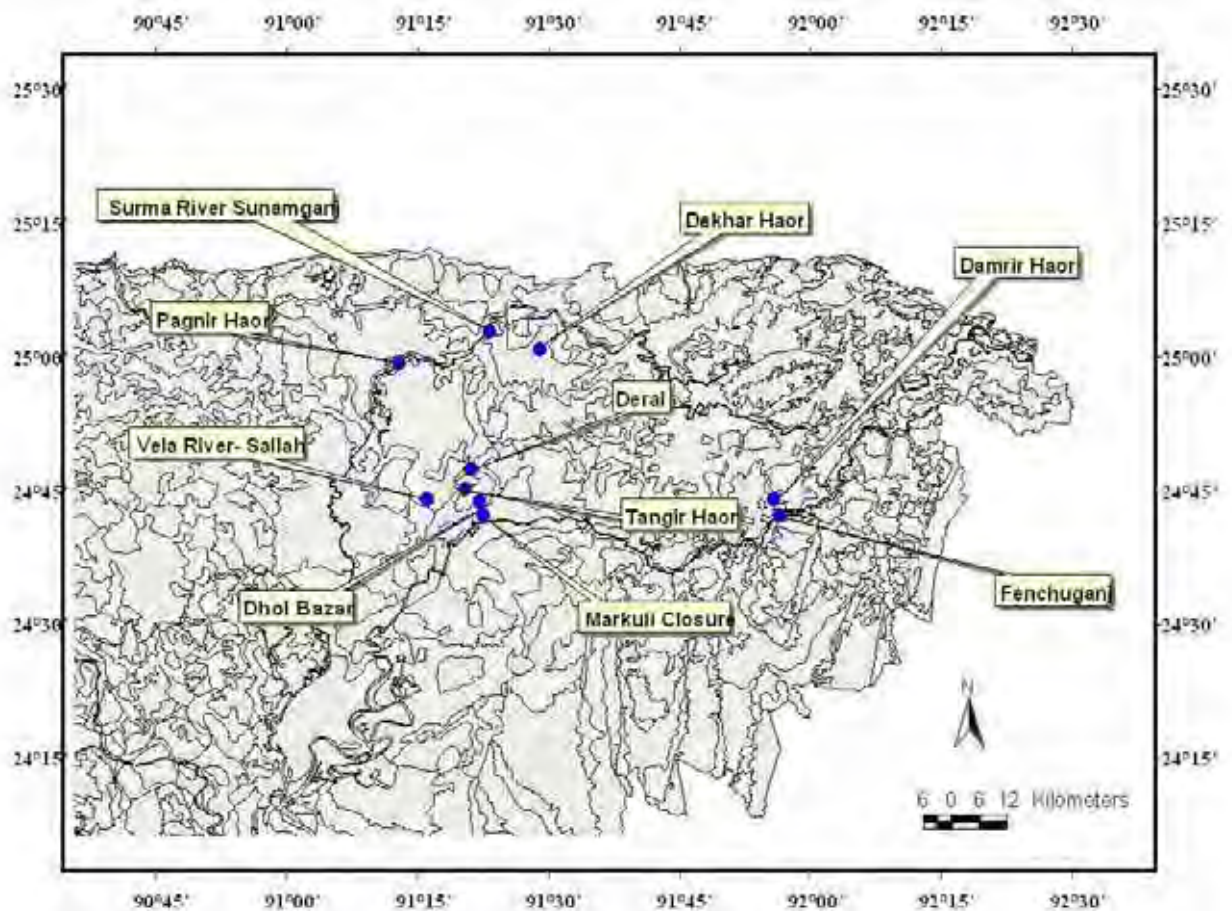 90°45' 91°00' 91°15' 91°30' 91°45' 92°00' 92°15' 92°30'
25°30' 25°30'
Surma River Sunamganj
Dekhar Haor
25°15' 25°15'
Damrir Haor
Pagnir Haor
25°00' 25°00'
Derai
Vela River- Sallah
24°45' 24°45'
Tangir Haor
Dhol Bazar
Markuli Closure
Fenchuganj
24°30' 24°30'
N
24°15' 24°15'
6 0 6 12 Kilometers
90°45' 91°00' 91°15' 91°30' 91°45' 92°00' 92°15' 92°30'